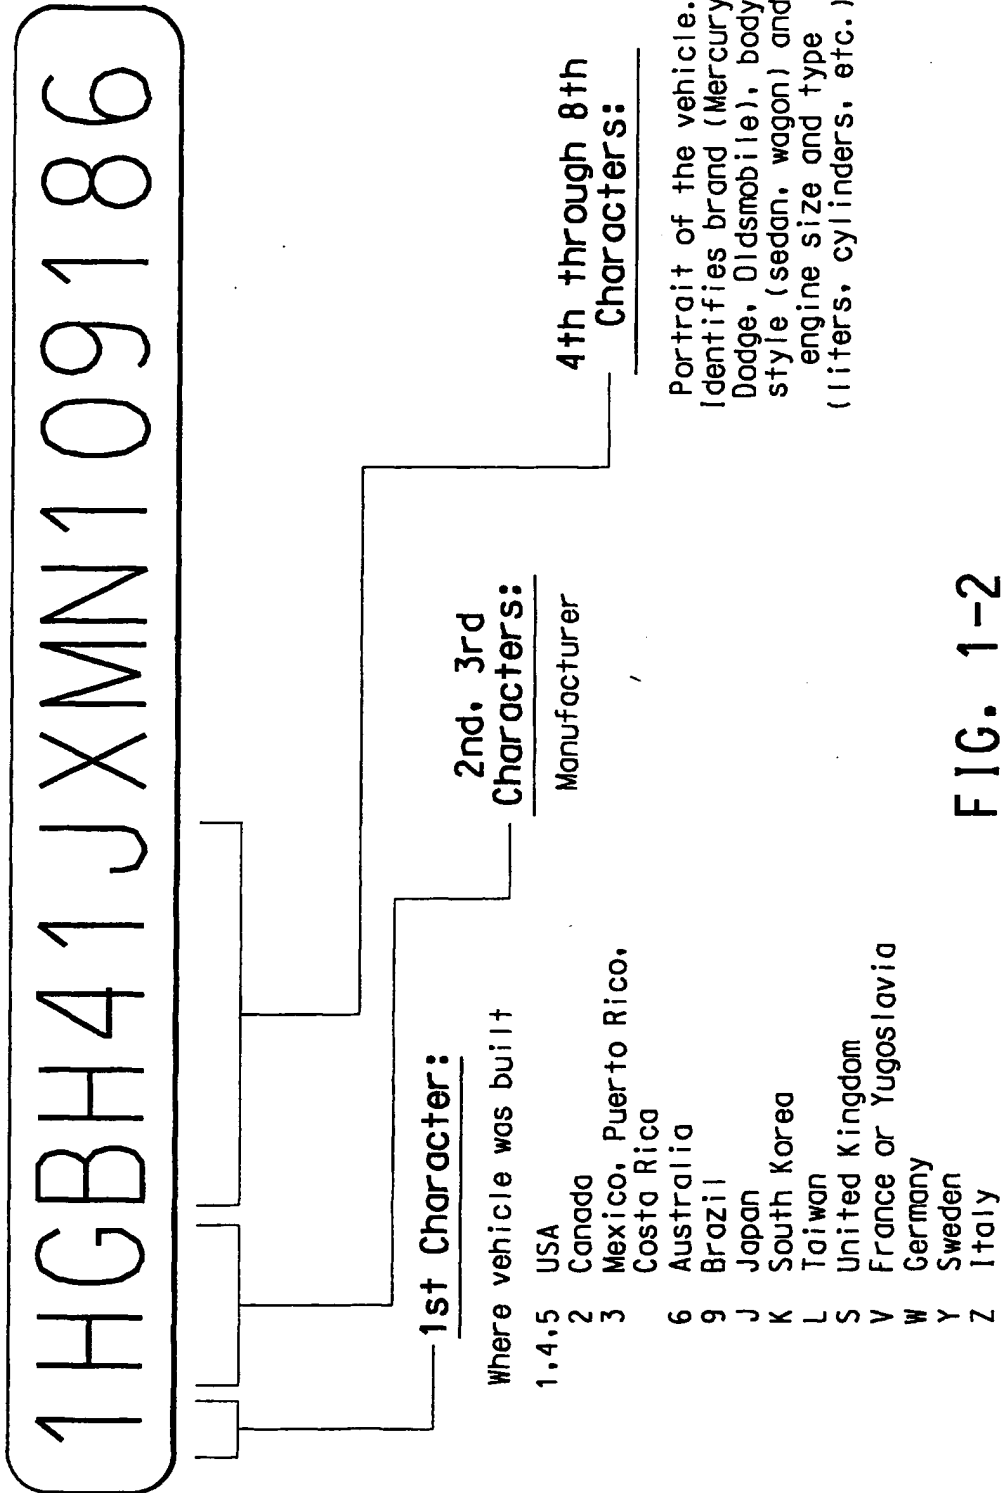 1HGBH41JXMN109186
1st Character:
Where vehicle was built
1,4,5 USA
2 Canada
3 Mexico, Puerto Rico,
Costa Rica
6 Australia
9 Brazil
J Japan
K South Korea
L Taiwan
S United Kingdom
V France or Yugoslavia
W Germany
Y Sweden
Z Italy
2nd, 3rd
Characters:
Manufacturer
4th through 8th
Characters:
Portrait of the vehicle.
Identifies brand (Mercury
Dodge, Oldsmobile), body
style (sedan, wagon) and
engine size and type
(liters, cylinders, etc.)
FIG. 1-2